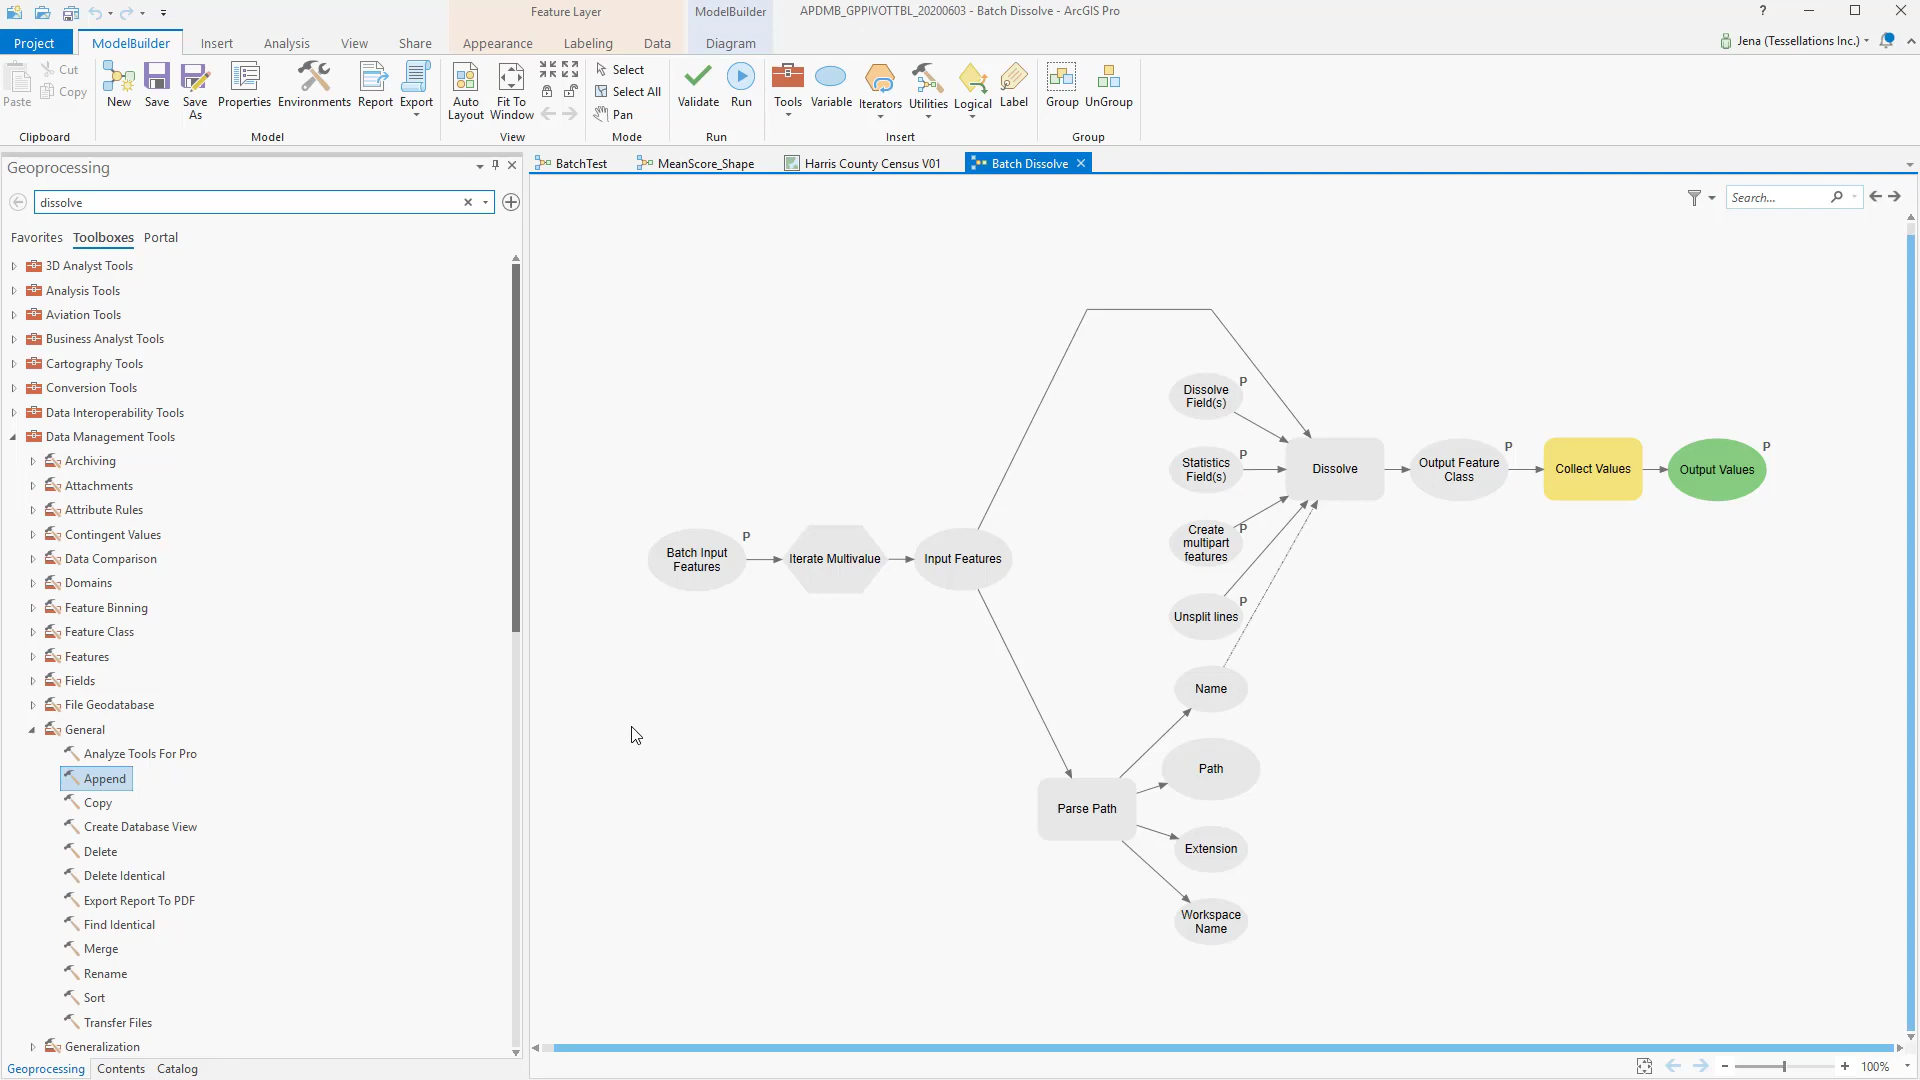 Feature Layer
ModelBuilder
APDMB_GPPIVOTTBL_20200603 - Batch Dissolve - ArcGIS Pro
?
Project
ModelBuilder
Insert
Analysis
View
Share
Appearance
Labeling
Data
Diagram
Jena (Tessellations Inc.)
Paste
Cut
Copy
Clipboard
New
Save
Save As
Properties
Environments
Report
Export
Model
Auto Layout
Fit To Window
View
Select
Select All
Pan
Mode
Validate
Run
Run
Tools
Variable
Iterators
Utilities
Logical
Label
Insert
Group
UnGroup
Group
Geoprocessing
dissolve
Favorites
Toolboxes
Portal
3D Analyst Tools
Analysis Tools
Aviation Tools
Business Analyst Tools
Cartography Tools
Conversion Tools
Data Interoperability Tools
Data Management Tools
Archiving
Attachments
Attribute Rules
Contingent Values
Data Comparison
Domains
Feature Binning
Feature Class
Features
Fields
File Geodatabase
General
Analyze Tools For Pro
Append
Copy
Create Database View
Delete
Delete Identical
Export Report To PDF
Find Identical
Merge
Rename
Sort
Transfer Files
Generalization
Geoprocessing
Contents
Catalog
BatchTest
MeanScore_Shape
Harris County Census V01
Batch Dissolve
Search...
Batch Input
Features
P
Iterate Multivalue
Input Features
Dissolve
Field(s)
P
Statistics
Field(s)
P
Create
multipart
features
P
Unsplit lines
P
Name
Path
Extension
Workspace
Name
Parse Path
Dissolve
Output Feature
Class
P
Collect Values
Output Values
P
100%